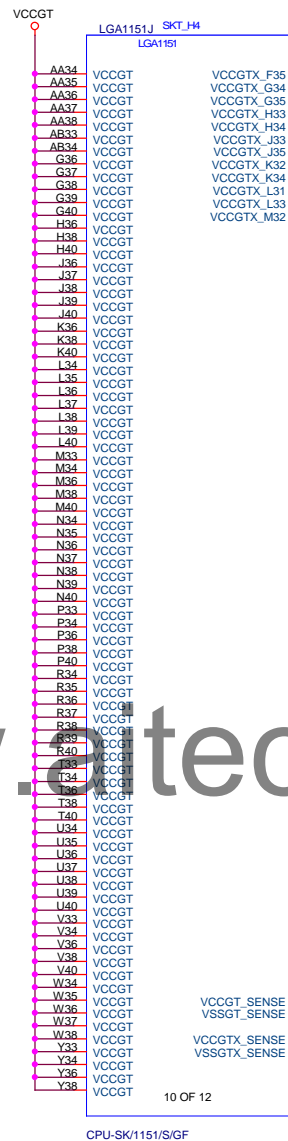 VCCGT
LGA1151J SKT_H4
LGA1151
AA34 VCCGT VCCGTX_F35
AA35 VCCGT VCCGTX_G34
AA36 VCCGT VCCGTX_G35
AA37 VCCGT VCCGTX_H33
AA38 VCCGT VCCGTX_H34
AB33 VCCGT VCCGTX_J33
AB34 VCCGT VCCGTX_J35
G36 VCCGT VCCGTX_K32
G37 VCCGT VCCGTX_K34
G38 VCCGT VCCGTX_L31
G39 VCCGT VCCGTX_L33
G40 VCCGT VCCGTX_M32
H36 VCCGT
H38 VCCGT
H40 VCCGT
J36 VCCGT
J37 VCCGT
J38 VCCGT
J39 VCCGT
J40 VCCGT
K36 VCCGT
K38 VCCGT
K40 VCCGT
L34 VCCGT
L35 VCCGT
L36 VCCGT
L37 VCCGT
L38 VCCGT
L39 VCCGT
L40 VCCGT
M33 VCCGT
M34 VCCGT
M36 VCCGT
M38 VCCGT
M40 VCCGT
N34 VCCGT
N35 VCCGT
N36 VCCGT
N37 VCCGT
N38 VCCGT
N39 VCCGT
N40 VCCGT
P33 VCCGT
P34 VCCGT
P36 VCCGT
P38 VCCGT
P40 VCCGT
R34 VCCGT
R35 VCCGT
R36 VCCGT
R37 VCCGT
R38 VCCGT
R39 VCCGT
R40 VCCGT
T33 VCCGT
T34 VCCGT
T36 VCCGT
T38 VCCGT
T40 VCCGT
U34 VCCGT
U35 VCCGT
U36 VCCGT
U37 VCCGT
U38 VCCGT
U39 VCCGT
U40 VCCGT
V33 VCCGT
V34 VCCGT
V36 VCCGT
V38 VCCGT
V40 VCCGT
W34 VCCGT
W35 VCCGT VCCGT_SENSE
W36 VCCGT VSSGT_SENSE
W37 VCCGT
W38 VCCGT VCCGTX_SENSE
Y33 VCCGT VSSGTX_SENSE
Y34 VCCGT
Y36 VCCGT
Y38 VCCGT
10 OF 12
CPU-SK/1151/S/GF